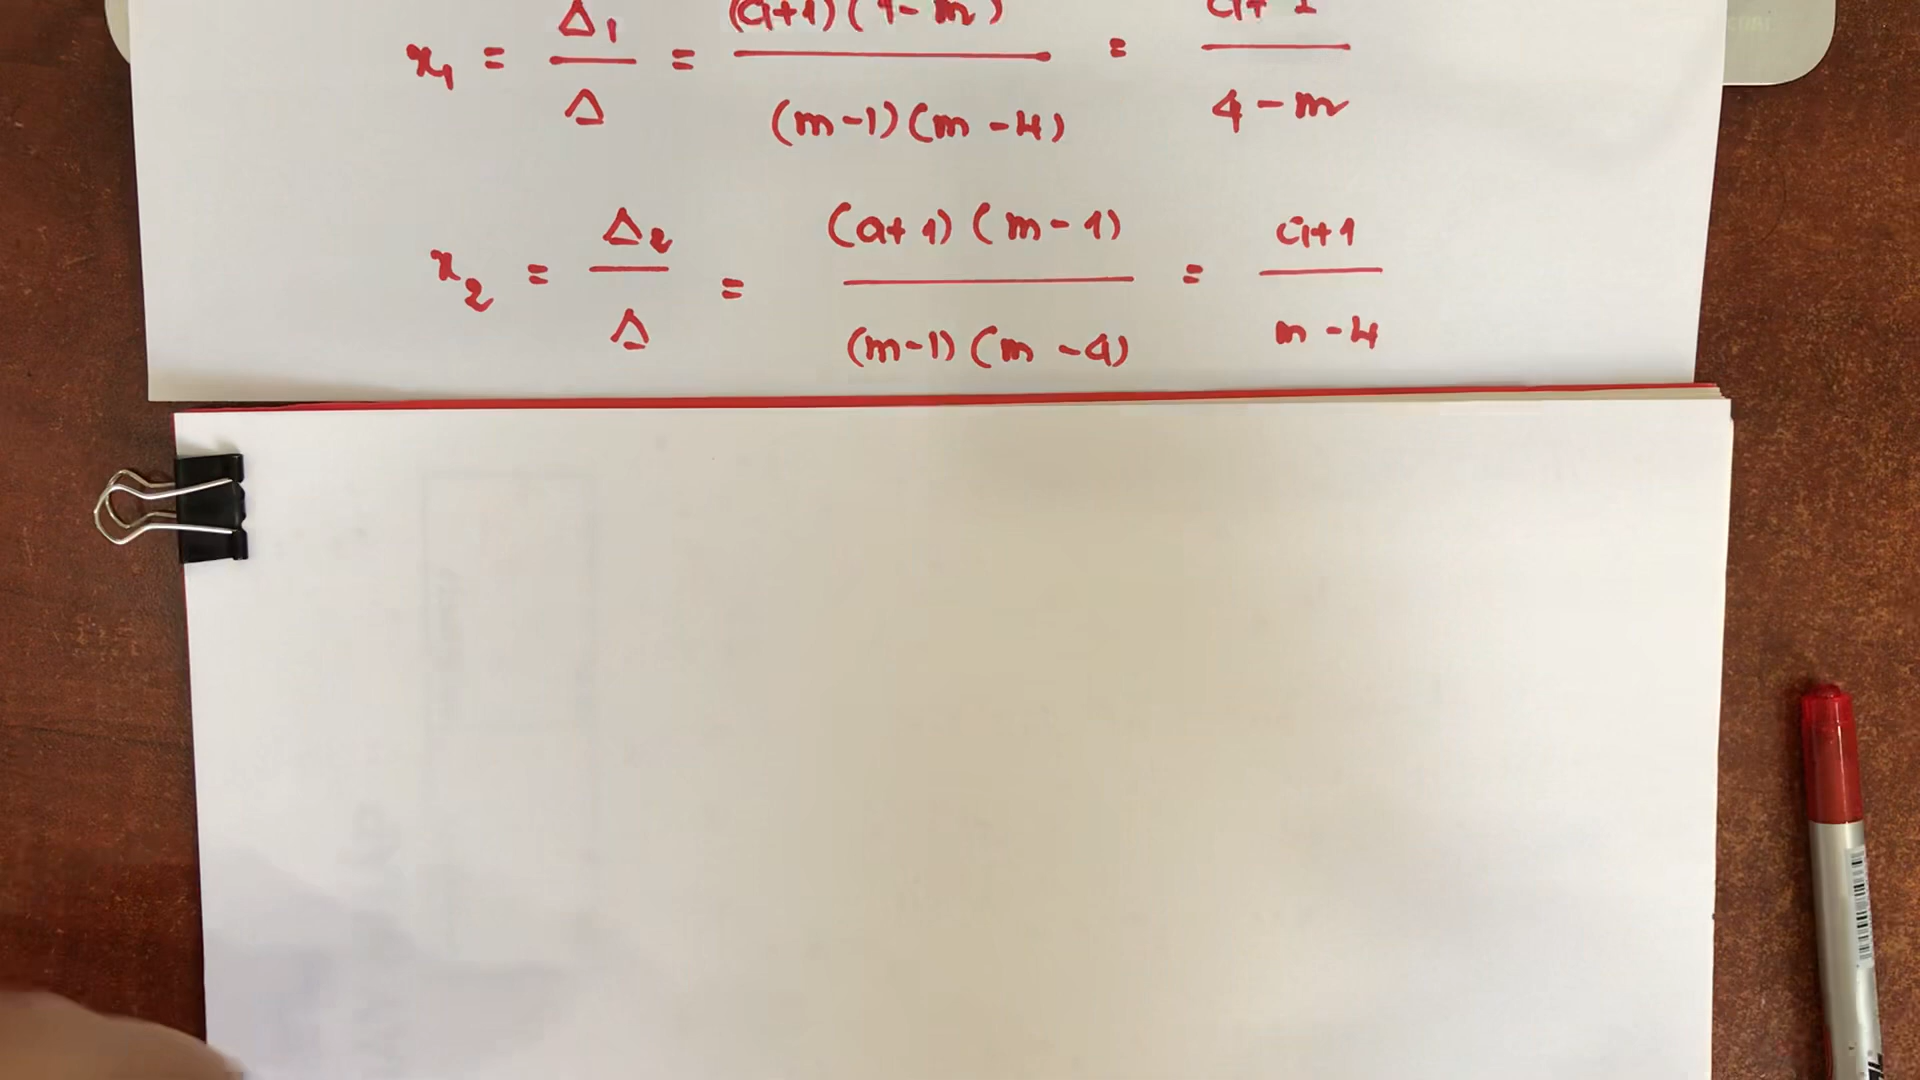 x₁ = Δ₁/Δ = (a+1)(1-m)/(m-1)(m-4) = a+1/4-m
x₂ = Δ₂/Δ = (a+1)(m-1)/(m-1)(m-4) = a+1/m-4